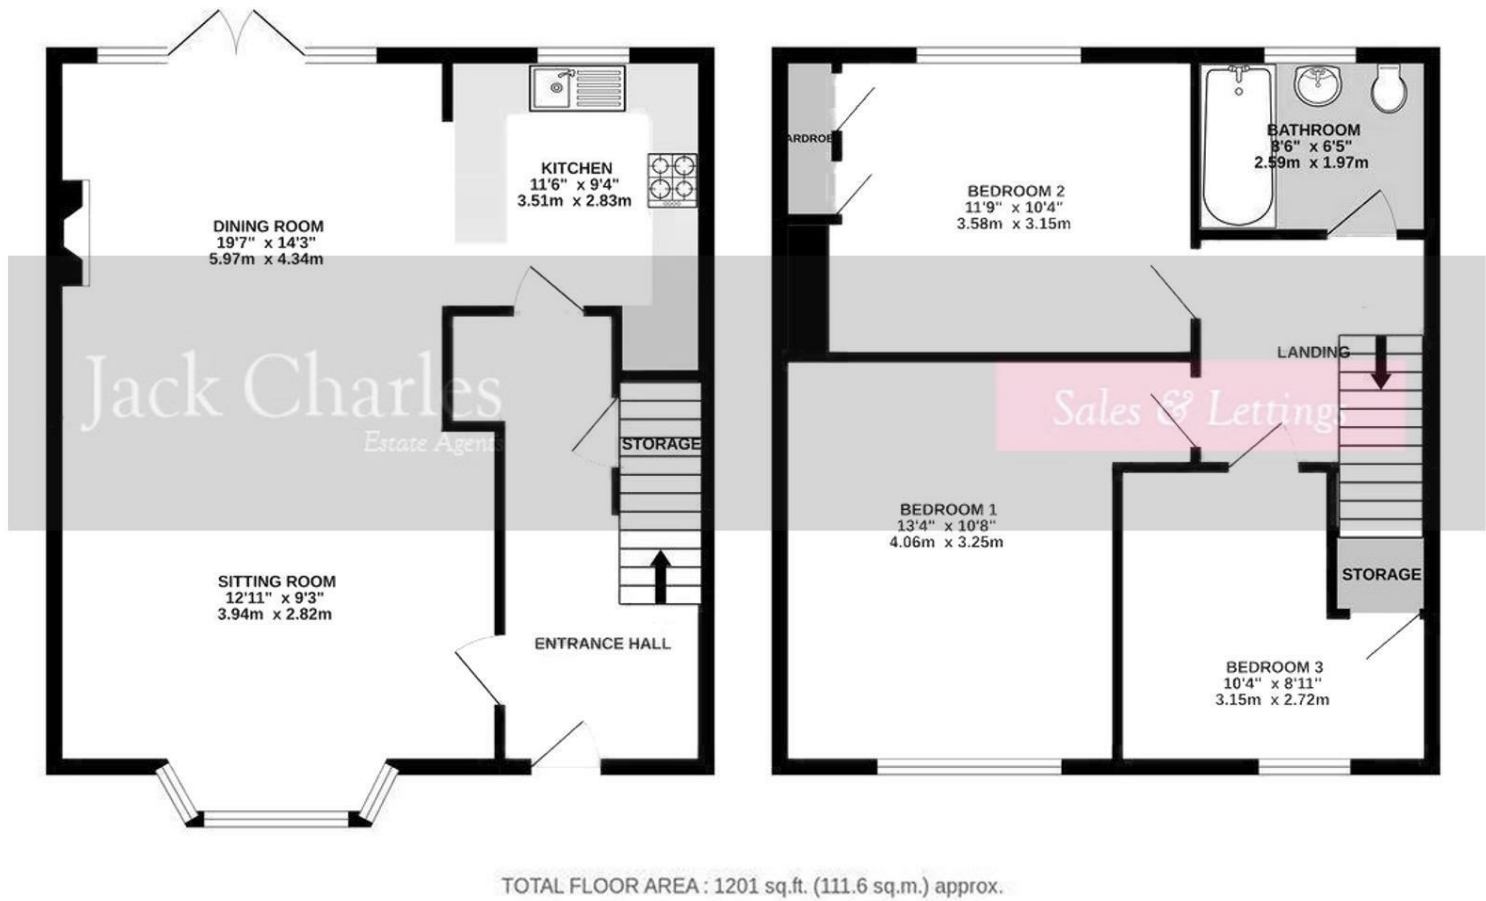 KITCHEN
11'6" x 9'4"
3.51m x 2.83m
DINING ROOM
19'7" x 14'3"
5.97m x 4.34m
Jack Charles
Estate Agents
STORAGE
SITTING ROOM
12'11" x 9'3"
3.94m x 2.82m
ENTRANCE HALL
ARDROB
BEDROOM 2
11'9" x 10'4"
3.58m x 3.15m
BATHROOM
8'6" x 6'5"
2.59m x 1.97m
LANDING
Sales & Lettings
BEDROOM 1
13'4" x 10'8"
4.06m x 3.25m
STORAGE
BEDROOM 3
10'4" x 8'11"
3.15m x 2.72m
TOTAL FLOOR AREA : 1201 sq.ft. (111.6 sq.m.) approx.